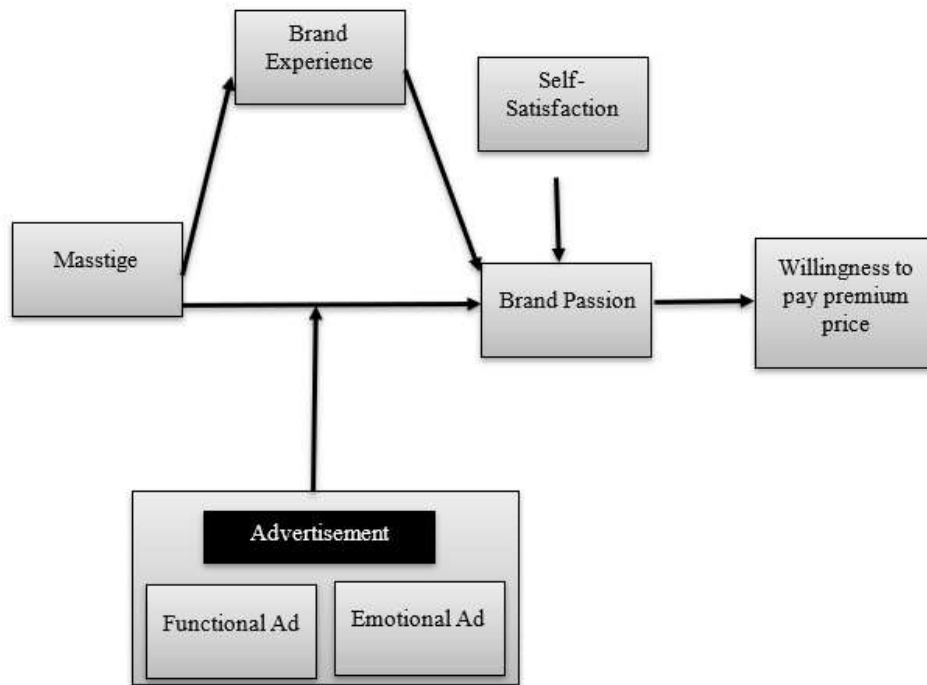 Brand
Experience
Self-
Satisfaction
Masstige
Brand Passion
Willingness to
pay premium
price
Advertisement
Functional Ad
Emotional Ad